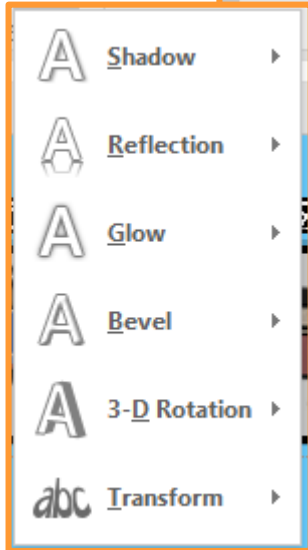 Shadow
Reflection
Glow
Bevel
3-D Rotation
abc Transform